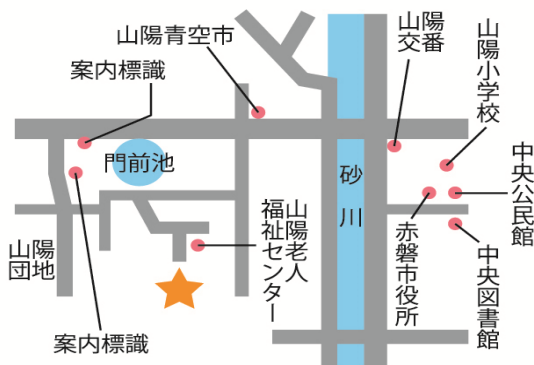 山陽青空市
案内標識
門前池
山陽
団地
案内標識
山陽老人
福祉センター
砂川
山陽
交番
山陽小学校
中央公民館
赤磐市役所
中央図書館